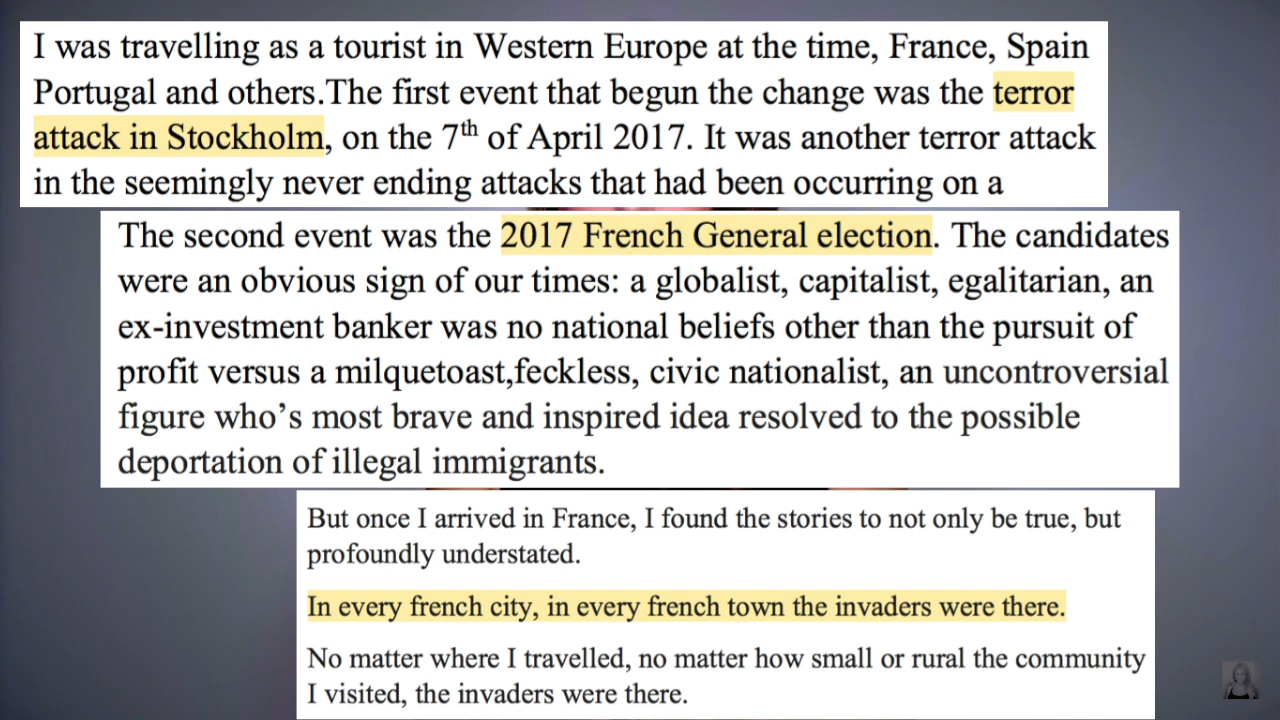 I was travelling as a tourist in Western Europe at the time, France, Spain
Portugal and others.The first event that begun the change was the terror
attack in Stockholm, on the 7th of April 2017. It was another terror attack
in the seemingly never ending attacks that had been occurring on a
The second event was the 2017 French General election. The candidates
were an obvious sign of our times: a globalist, capitalist, egalitarian, an
ex-investment banker was no national beliefs other than the pursuit of
profit versus a milquetoast,feckless, civic nationalist, an uncontroversial
figure who’s most brave and inspired idea resolved to the possible
deportation of illegal immigrants.
But once I arrived in France, I found the stories to not only be true, but
profoundly understated.
In every french city, in every french town the invaders were there.
No matter where I travelled, no matter how small or rural the community
I visited, the invaders were there.